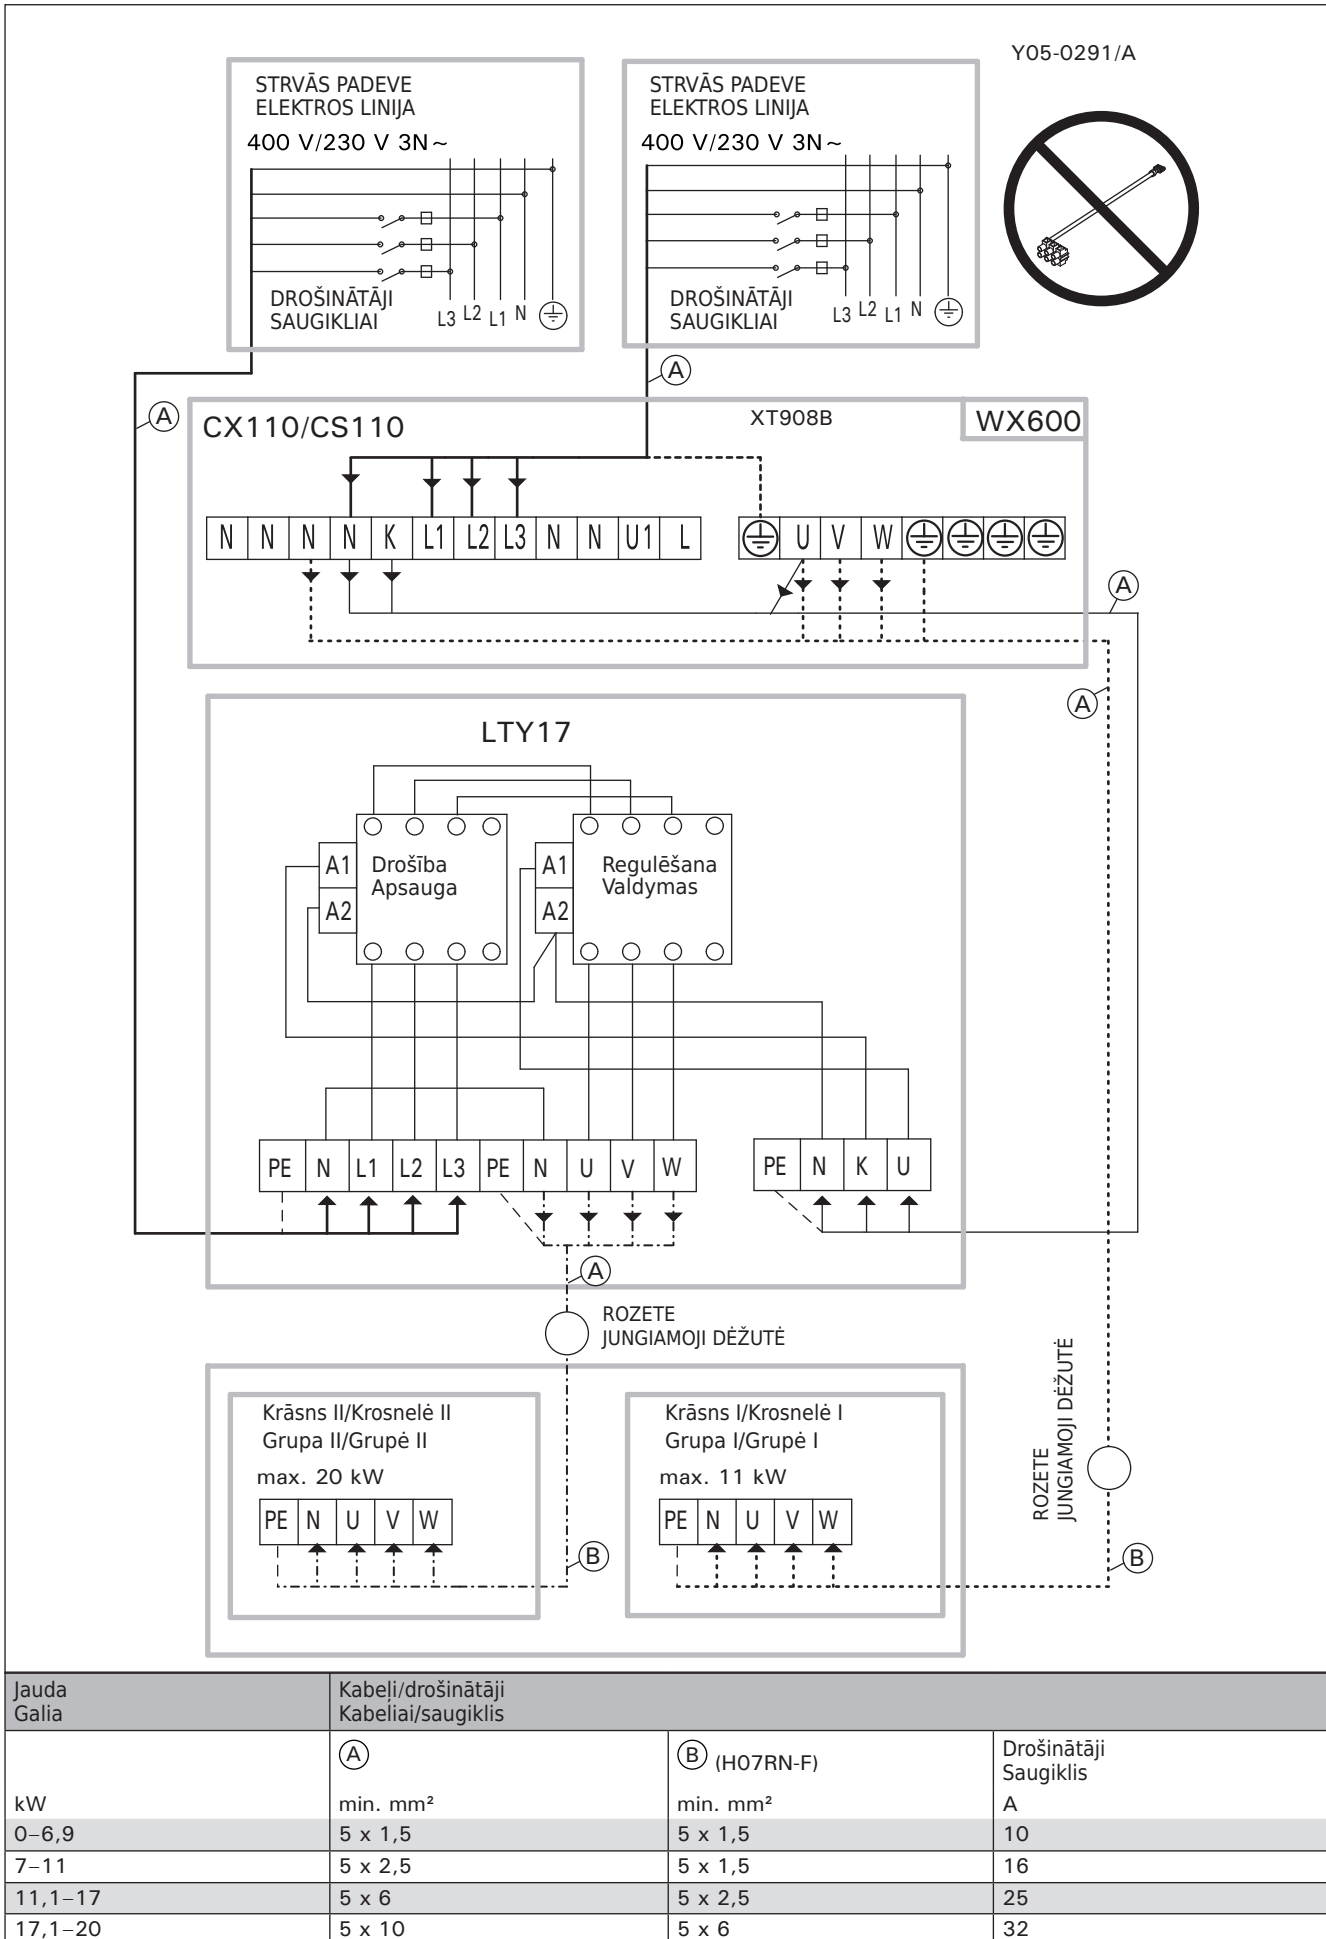 Y05-0291/A
STRVĀS PADEVE
ELEKTROS LINIJA
400 V/230 V 3N~
DROŠINĀTĀJI
SAUGIKLIAI
L3 L2 L1 N
STRVĀS PADEVE
ELEKTROS LINIJA
400 V/230 V 3N~
DROŠINĀTĀJI
SAUGIKLIAI
L3 L2 L1 N
A
A
CX110/CS110
XT908B
WX600
N N N N K L1 L2 L3 N N U1 L
U V W
A
A
LTY17
A1
A2
Drošība
Apsauga
A1
A2
Regulēšana
Valdymas
PE N L1 L2 L3 PE N U V W
PE N K U
A
ROZETE
JUNGIAMOJI DĖŽUTĖ
ROZETE
JUNGIAMOJI DĖŽUTĖ
Krāsns II/Krosnelė II
Grupa II/Grupė II
max. 20 kW
PE N U V W
B
Krāsns I/Krosnelė I
Grupa I/Grupė I
max. 11 kW
PE N U V W
B
Jauda
Galia
Kabeļi/drošinātāji
Kabeliai/saugiklis
A
B (H07RN-F)
Drošinātāji
Saugiklis
kW min. mm² min. mm² A
0–6,9 5 x 1,5 5 x 1,5 10
7–11 5 x 2,5 5 x 1,5 16
11,1–17 5 x 6 5 x 2,5 25
17,1–20 5 x 10 5 x 6 32